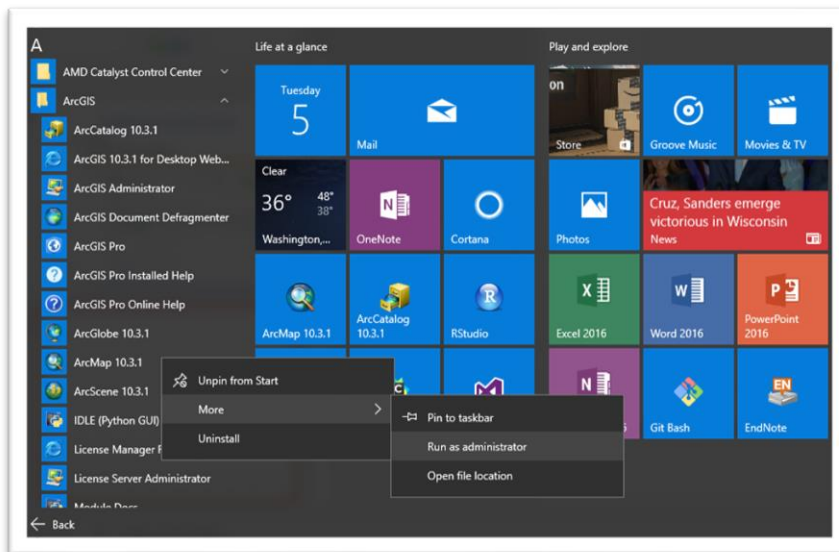 A
AMD Catalyst Control Center
ArcGIS
ArcCatalog 10.3.1
ArcGIS 10.3.1 for Desktop Web...
ArcGIS Administrator
ArcGIS Document Defragmenter
ArcGIS Pro
ArcGIS Pro Installed Help
ArcGIS Pro Online Help
ArcGlobe 10.3.1
ArcMap 10.3.1
ArcScene 10.3.1
IDLE (Python GUI)
License Manager
License Server Administrator
Module Docs
Back
Unpin from Start
More
Uninstall
Pin to taskbar
Run as administrator
Open file location
Life at a glance
Tuesday
5
Mail
Clear
36° 48°
38°
Washington,...
N
OneNote
Cortana
ArcMap 10.3.1
ArcCatalog
10.3.1
R
RStudio
Play and explore
on
Store
Groove Music
Movies & TV
Photos
Cruz, Sanders emerge
victorious in Wisconsin
News
X
Excel 2016
W
Word 2016
P
PowerPoint
2016
N
Git Bash
EN
EndNote